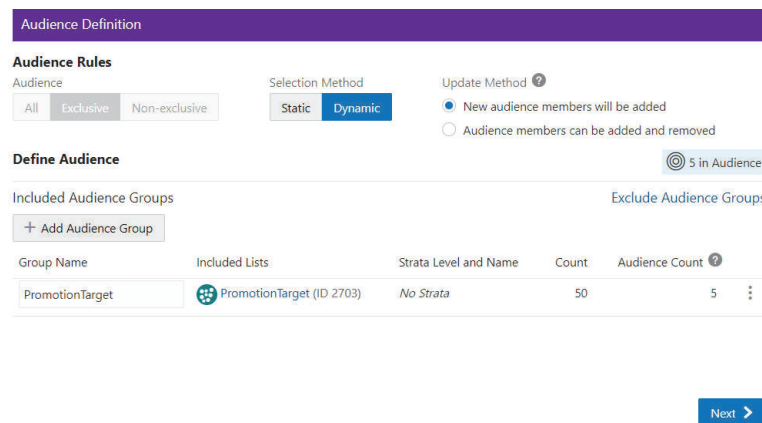 Audience Definition
Audience Rules
Audience Selection Method Update Method ?
All Exclusive Non-exclusive Static Dynamic New audience members will be added
Audience members can be added and removed
Define Audience 5 in Audience
Included Audience Groups Exclude Audience Groups
+ Add Audience Group
Group Name Included Lists Strata Level and Name Count Audience Count ?
PromotionTarget PromotionTarget (ID 2703) No Strata 50 5
Next